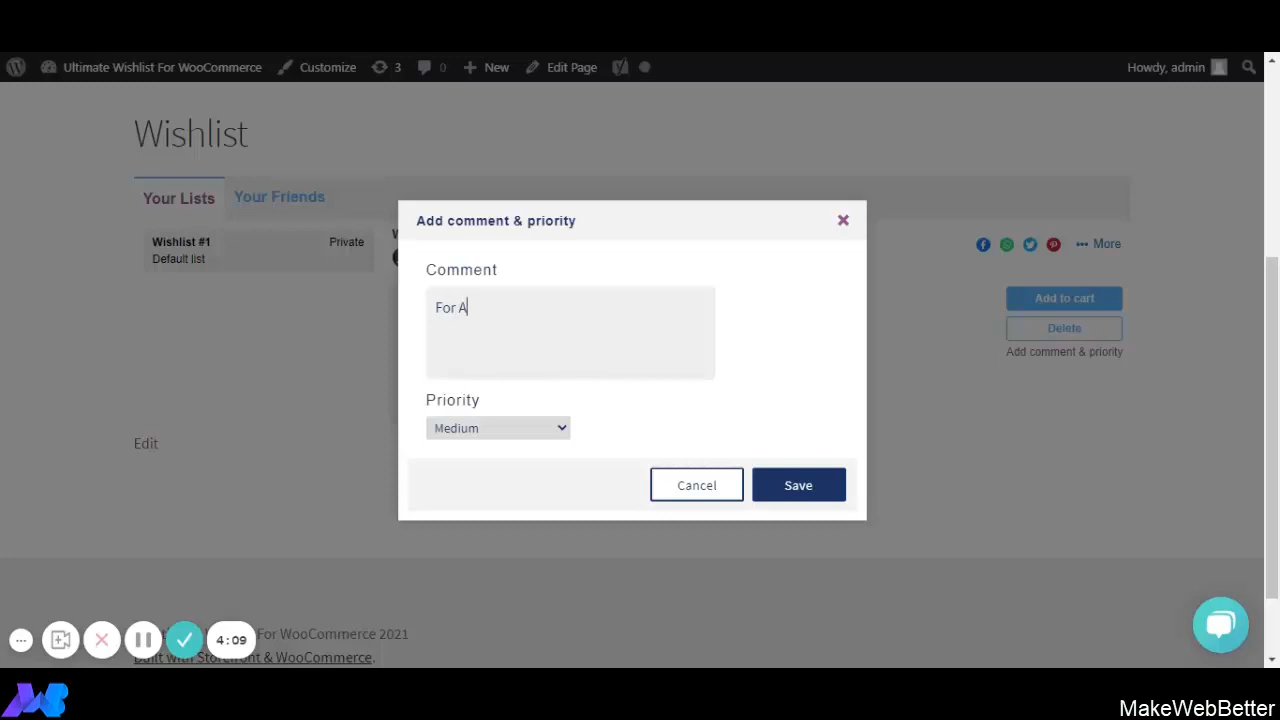 Ultimate Wishlist For WooCommerce Customize 3 0 New Edit Page Howdy, admin
Wishlist
Your Lists Your Friends
Add comment & priority
Wishlist #1 Private
Default list
More
Comment
For A
Add to cart
Delete
Add comment & priority
Priority
Medium
Edit
Cancel Save
For WooCommerce 2021
4:09
Built with Storefront & WooCommerce.
MakeWebBetter